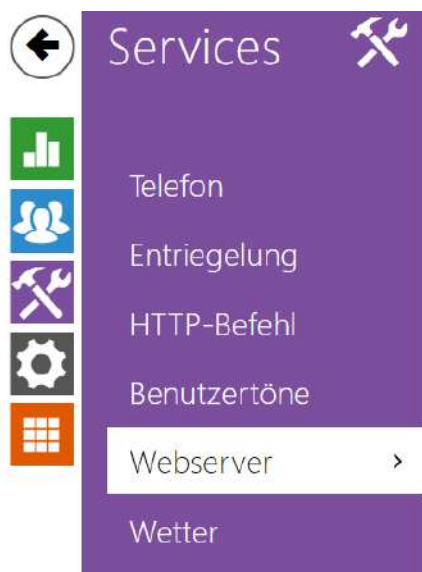 Services
Telefon
Entriegelung
HTTP-Befehl
Benutzertöne
Webserver
Wetter